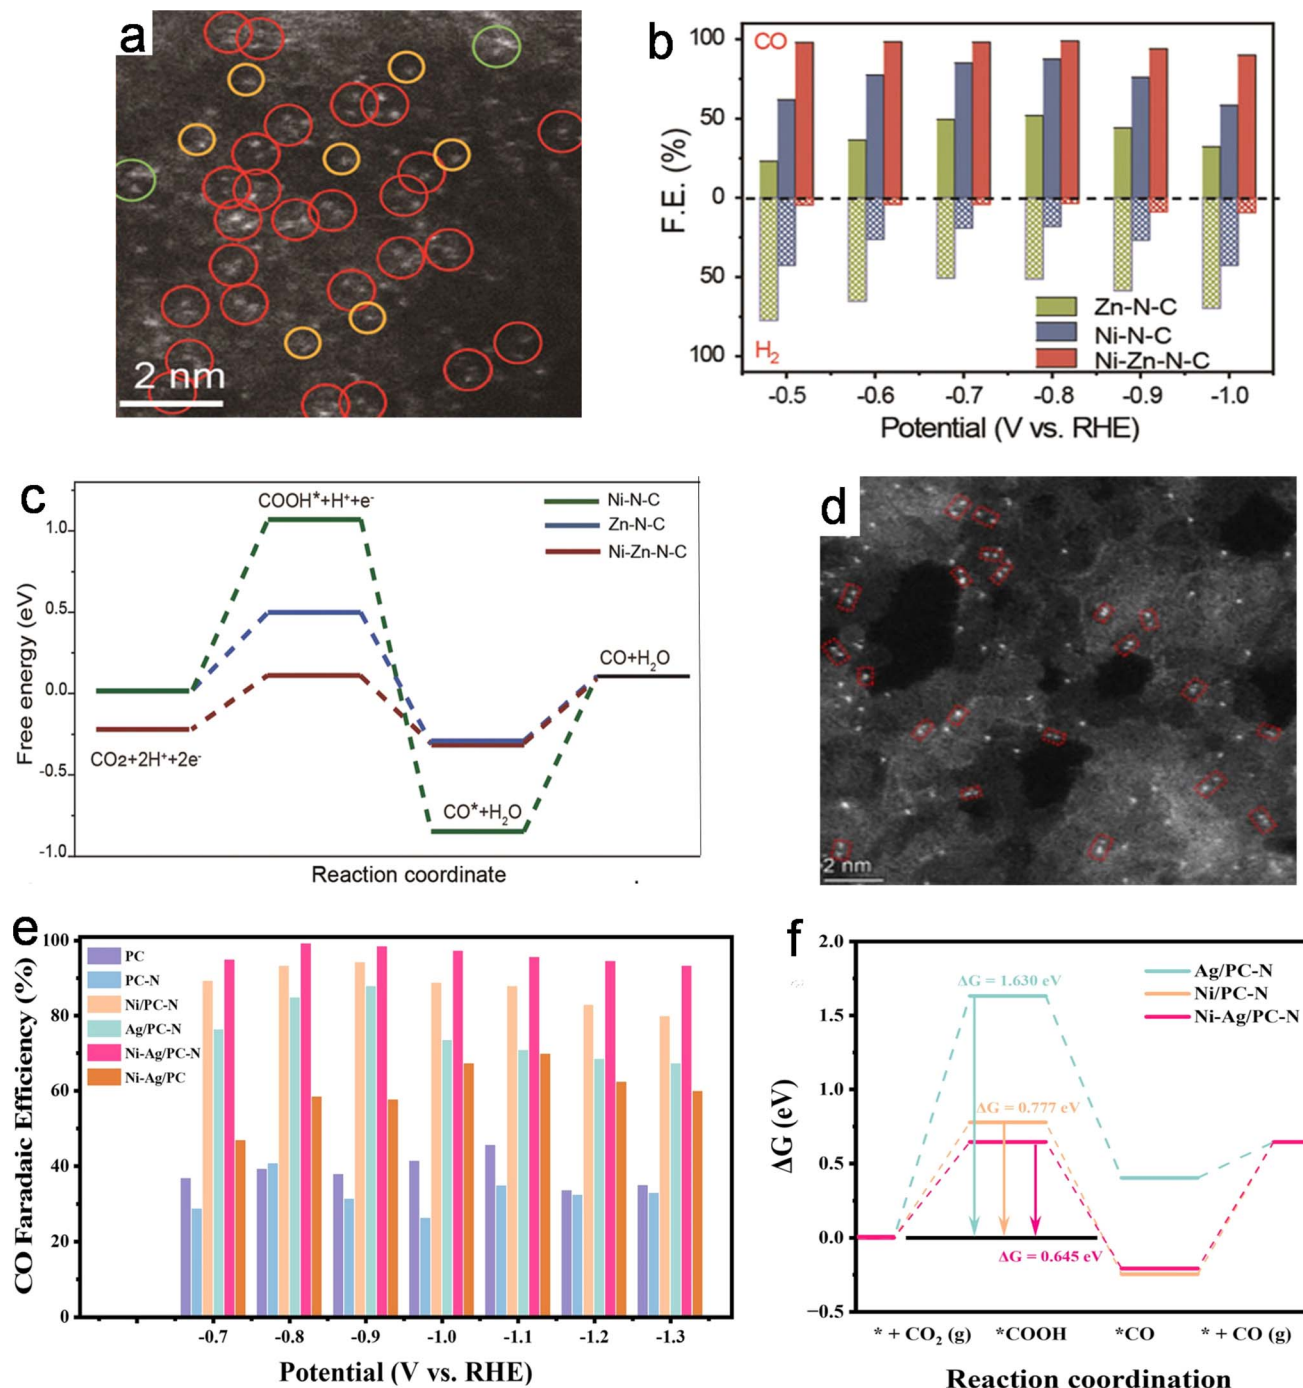 a
2 nm
b
CO
100
50
0
50
100
F.E. (%)
H₂
Zn-N-C
Ni-N-C
Ni-Zn-N-C
-0.5 -0.6 -0.7 -0.8 -0.9 -1.0
Potential (V vs. RHE)
c
COOH*+H⁺+e⁻
Ni-N-C
Zn-N-C
Ni-Zn-N-C
1.0
0.5
0.0
-0.5
-1.0
Free energy (eV)
CO+H₂O
CO₂+2H⁺+2e⁻
CO*+H₂O
Reaction coordinate
d
2 nm
e
100
80
60
40
20
0
CO Faradaic Efficiency (%)
PC
PC-N
Ni/PC-N
Ag/PC-N
Ni-Ag/PC-N
Ni-Ag/PC
-0.7 -0.8 -0.9 -1.0 -1.1 -1.2 -1.3
Potential (V vs. RHE)
f
2.0
1.5
1.0
0.5
0.0
−0.5
ΔG (eV)
Ag/PC-N
Ni/PC-N
Ni-Ag/PC-N
ΔG = 1.630 eV
ΔG = 0.777 eV
ΔG = 0.645 eV
* + CO₂ (g) *COOH *CO * + CO (g)
Reaction coordination